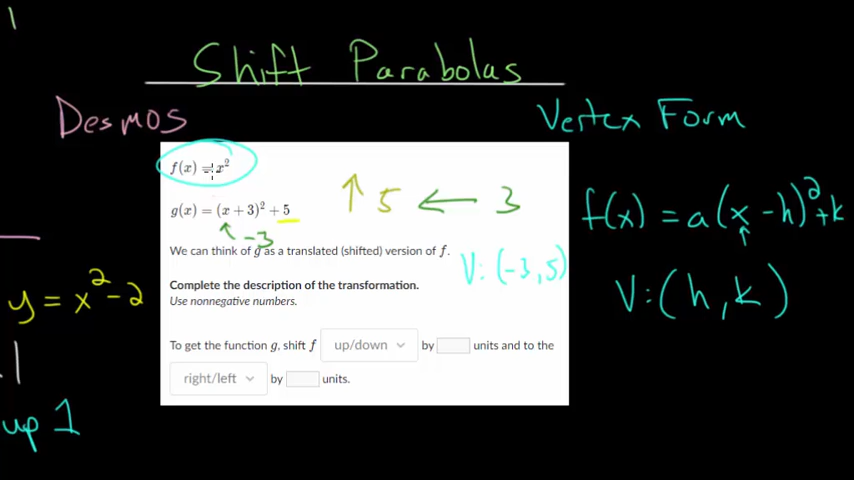 1
Shift Parabolas
Desmos
Vertex Form
f(x) = x²
g(x) = (x + 3)² + 5
↑ 5 ← 3
-3
We can think of g as a translated (shifted) version of f.
V: (-3, 5)
Complete the description of the transformation.
Use nonnegative numbers.
To get the function g, shift f up/down by units and to the
right/left by units.
f(x) = a(x - h)² + k
V: (h, k)
y = x² - 2
up 1